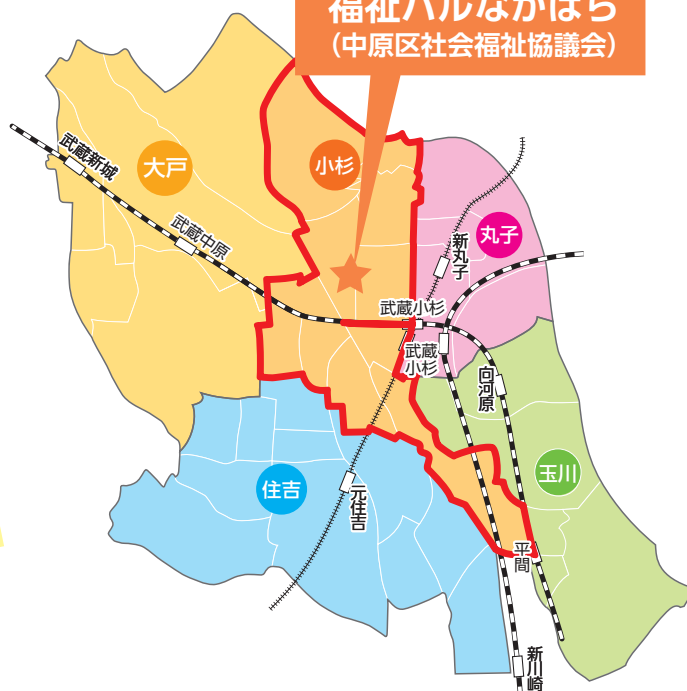 福祉パルなかはら
(中原区社会福祉協議会)
小杉
大戸
武蔵新城
武蔵中原
丸子
新丸子
武蔵小杉
武蔵
小杉
向河原
玉川
住吉
元住吉
平間
新川崎